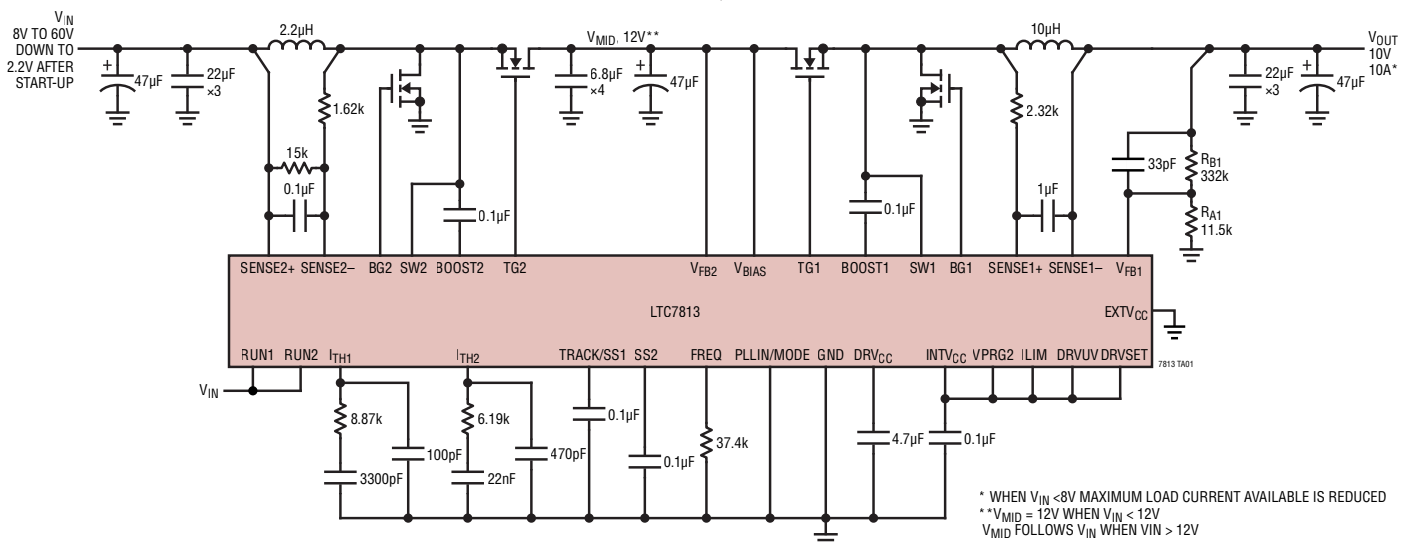 VIN
8V TO 60V
DOWN TO
2.2V AFTER
START-UP
2.2µH
VMID, 12V**
10µH
VOUT
10V
10A*
+
47µF
22µF
×3
1.62k
6.8µF
×4
+
47µF
2.32k
22µF
×3
+
47µF
15k
0.1µF
0.1µF
0.1µF
1µF
33pF
RB1
332k
RA1
11.5k
SENSE2+ SENSE2– BG2 SW2 BOOST2 TG2 VFB2 VBIAS TG1 BOOST1 SW1 BG1 SENSE1+ SENSE1– VFB1
LTC7813
EXTVCC
RUN1 RUN2 ITH1 ITH2 TRACK/SS1 SS2 FREQ PLLIN/MODE GND DRVCC INTVCC VPRG2 ILIM DRVUV DRVSET
7813 TA01
VIN
8.87k
100pF
3300pF
6.19k
470pF
22nF
0.1µF
0.1µF
37.4k
4.7µF
0.1µF
* WHEN VIN <8V MAXIMUM LOAD CURRENT AVAILABLE IS REDUCED
**VMID = 12V WHEN VIN < 12V
VMID FOLLOWS VIN WHEN VIN > 12V